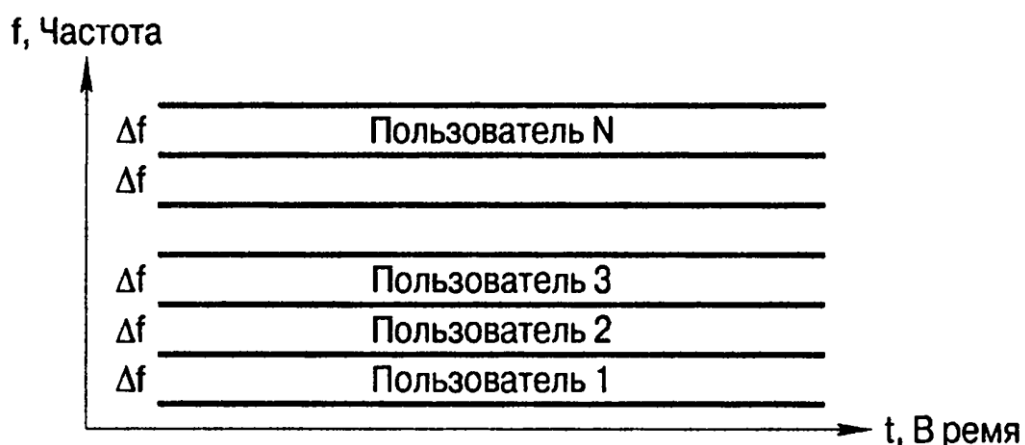 f, Частота
Δf Пользователь N
Δf
Δf Пользователь 3
Δf Пользователь 2
Δf Пользователь 1
t, В ремя